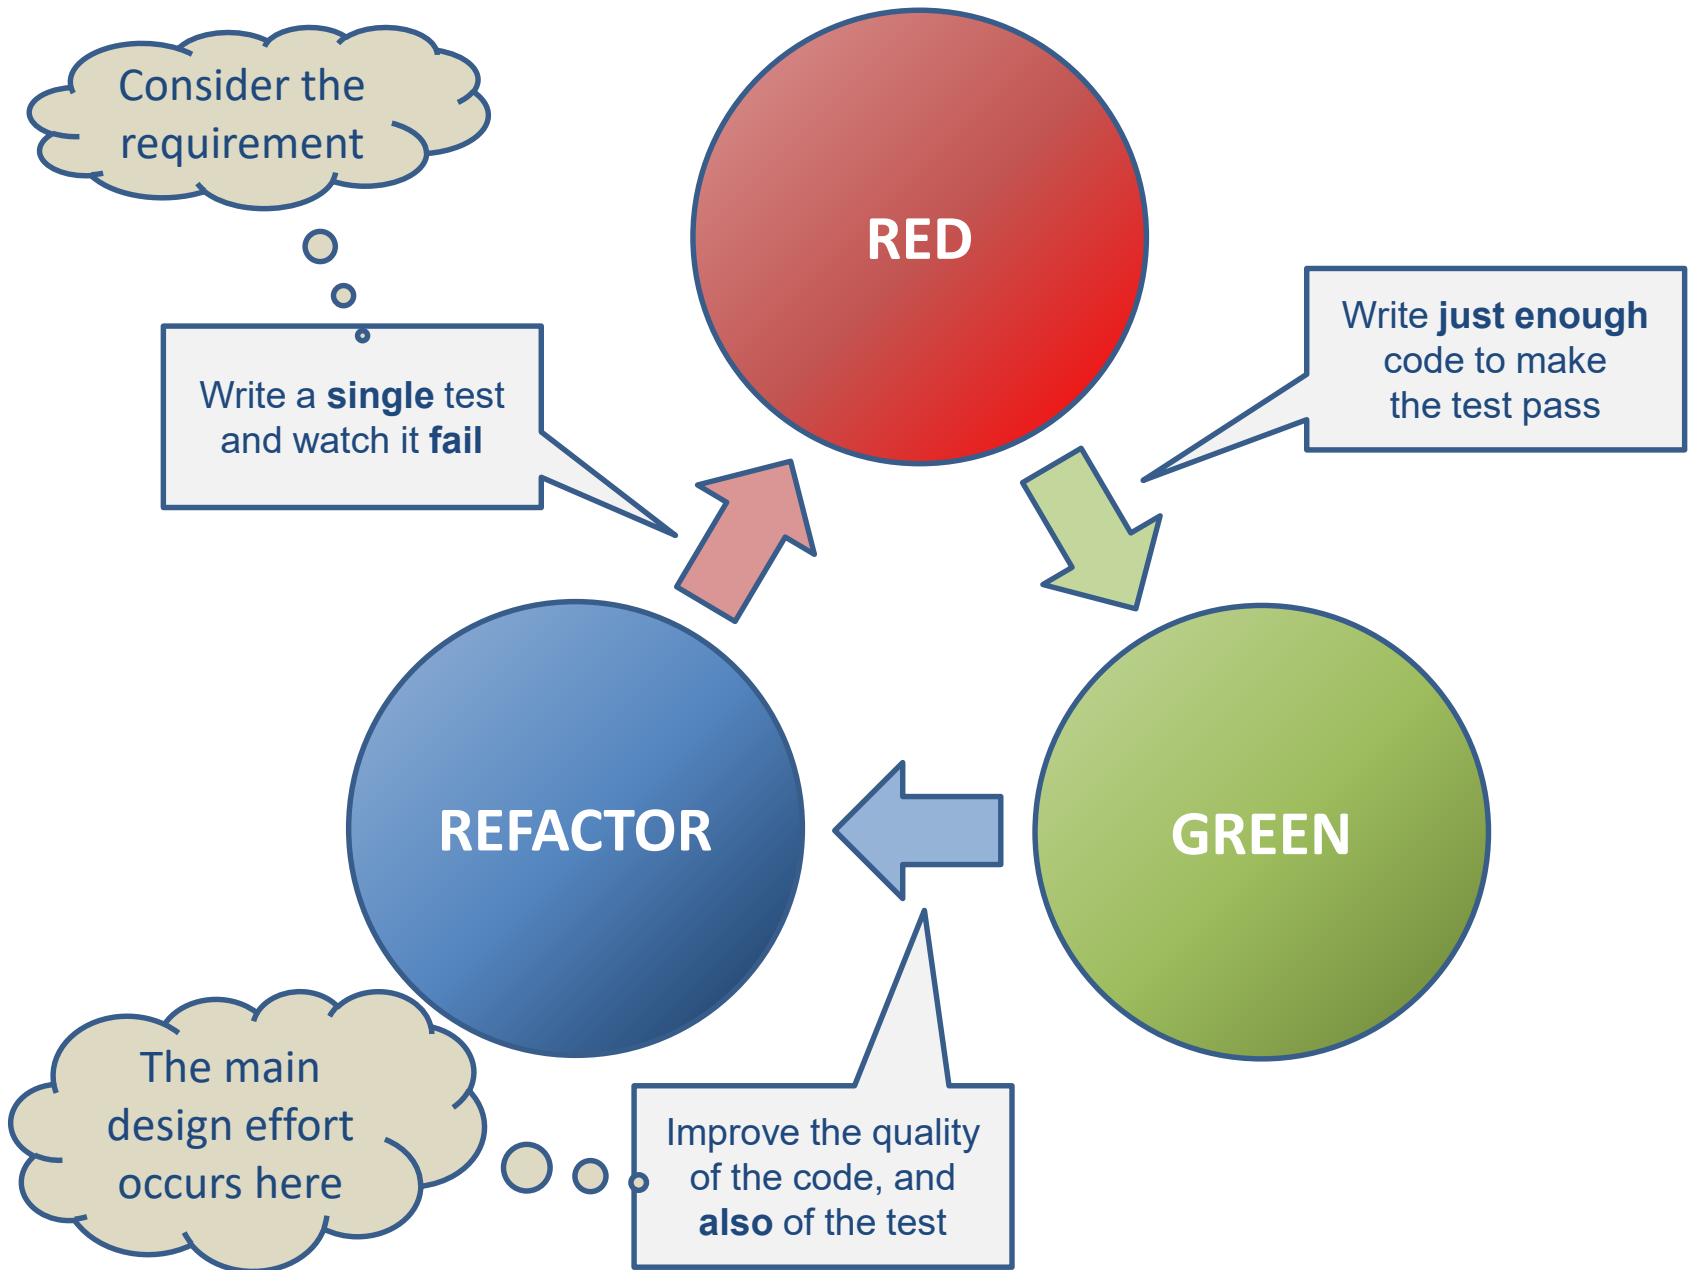 Consider the
requirement
RED
Write a single test
and watch it fail
Write just enough
code to make
the test pass
REFACTOR
GREEN
The main
design effort
occurs here
Improve the quality
of the code, and
also of the test